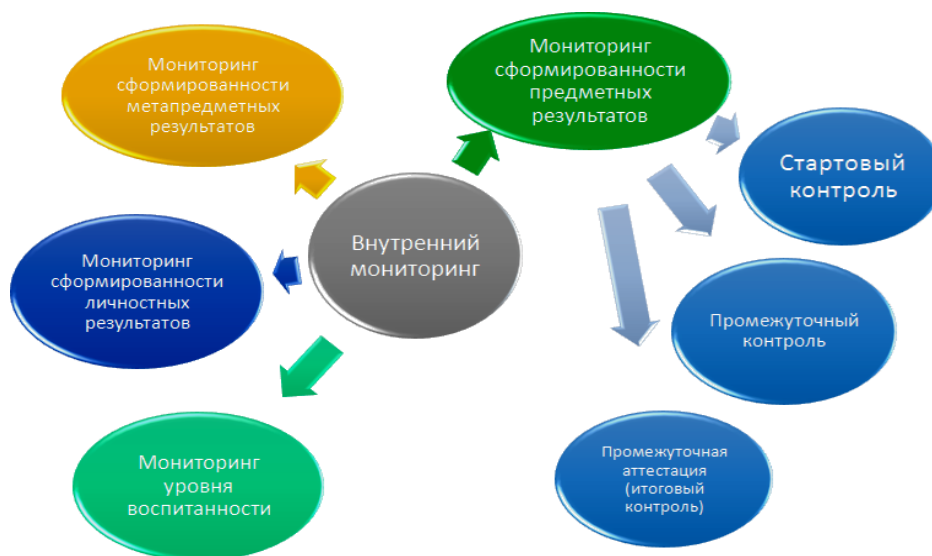 Мониторинг
сформированности
метапредметных
результатов
Мониторинг
сформированности
предметных
результатов
Стартовый
контроль
Внутренний
мониторинг
Мониторинг
сформированности
личностных
результатов
Промежуточный
контроль
Мониторинг
уровня
воспитанности
Промежуточная
аттестация
(итоговый
контроль)